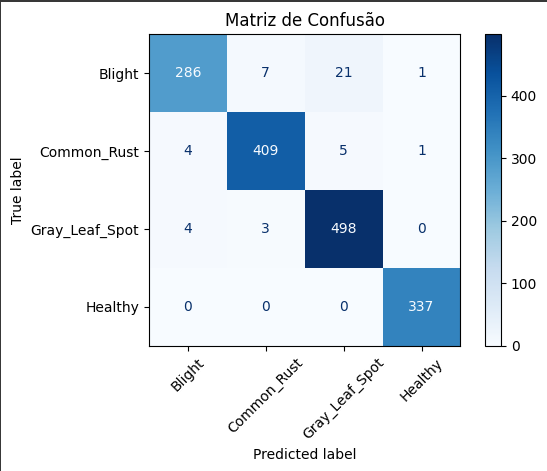 Matriz de Confusão
Blight 286 7 21 1
Common_Rust 4 409 5 1
Gray_Leaf_Spot 4 3 498 0
Healthy 0 0 0 337
True label
Blight Common_Rust Gray_Leaf_Spot Healthy
Predicted label
400
300
200
100
0